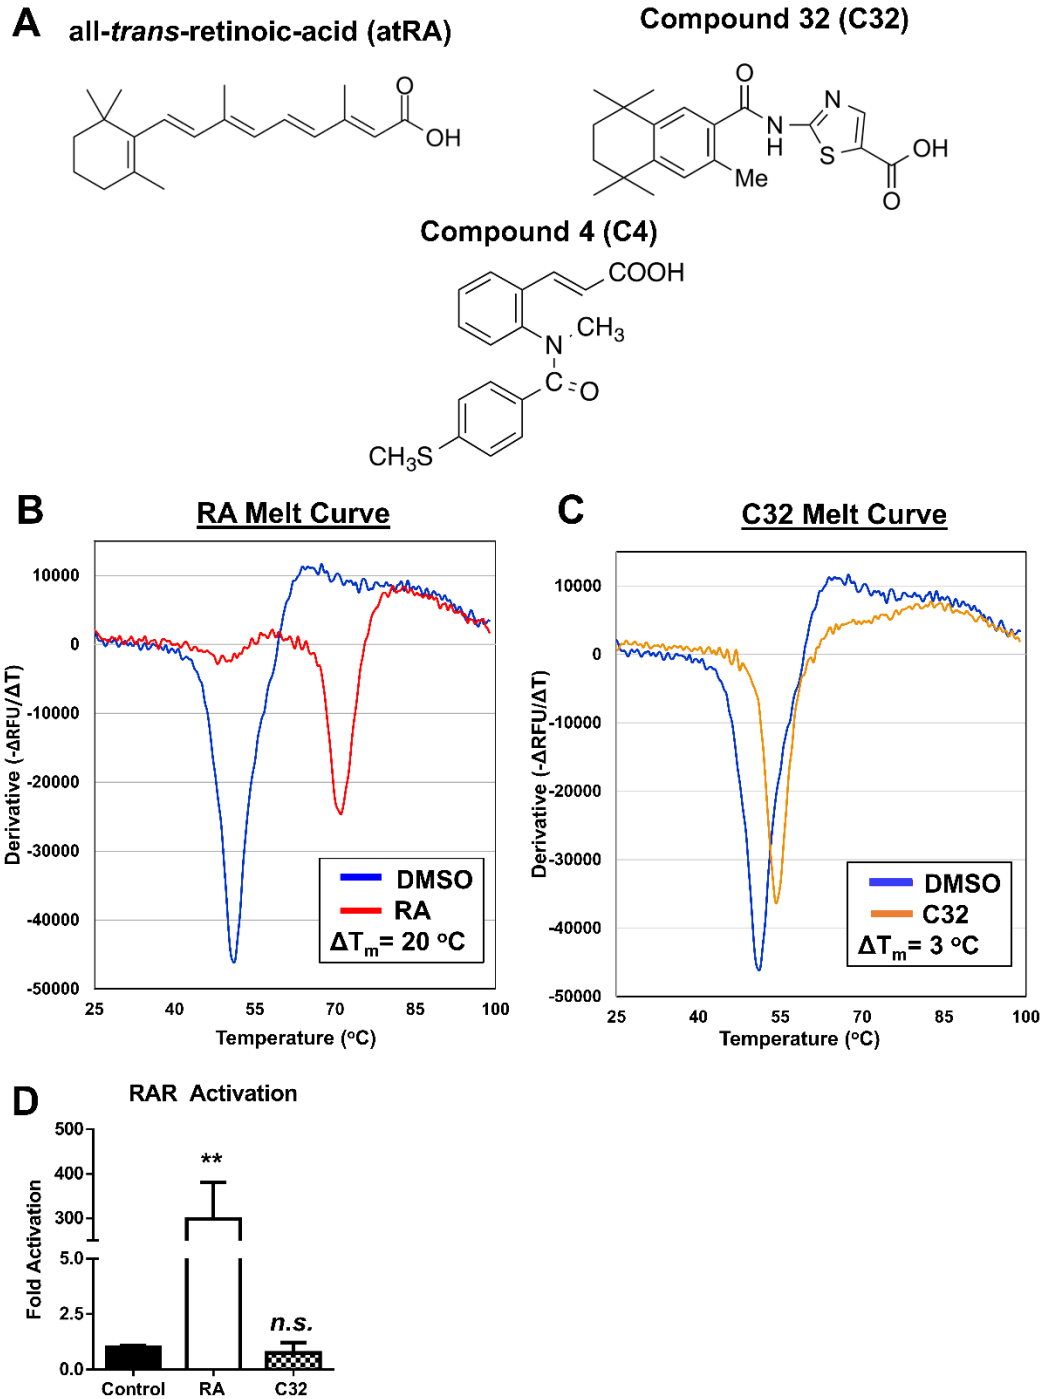 A
all-trans-retinoic-acid (atRA)
Compound 32 (C32)
O
OH
O
N
N
H
S
OH
O
Me
Compound 4 (C4)
COOH
N
CH3
C
O
CH3S
B
RA Melt Curve
Derivative (-ΔRFU/ΔT)
10000
0
-10000
-20000
-30000
-40000
-50000
25 40 55 70 85 100
Temperature (oC)
DMSO
RA
ΔTm= 20 oC
C
C32 Melt Curve
Derivative (-ΔRFU/ΔT)
10000
0
-10000
-20000
-30000
-40000
-50000
25 40 55 70 85 100
Temperature (oC)
DMSO
C32
ΔTm= 3 oC
D
RAR Activation
Fold Activation
500
400
300
5.0
2.5
0.0
**
n.s.
Control RA C32